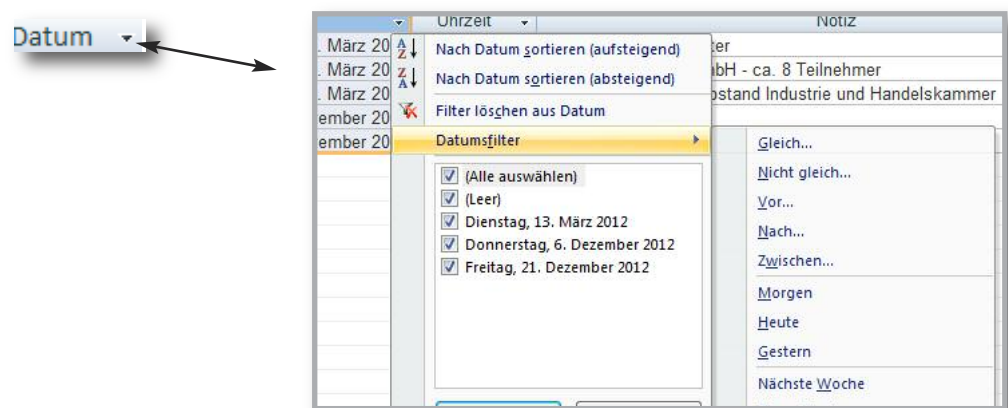 Datum
Uhrzeit Notiz
. März 20
. März 20 bH - ca. 8 Teilnehmer
. März 20 stand Industrie und Handelskammer
ember 20
ember 20
Nach Datum sortieren (aufsteigend)
Nach Datum sortieren (absteigend)
Filter löschen aus Datum
Datumsfilter
(Alle auswählen)
(Leer)
Dienstag, 13. März 2012
Donnerstag, 6. Dezember 2012
Freitag, 21. Dezember 2012
Gleich...
Nicht gleich...
Vor...
Nach...
Zwischen...
Morgen
Heute
Gestern
Nächste Woche